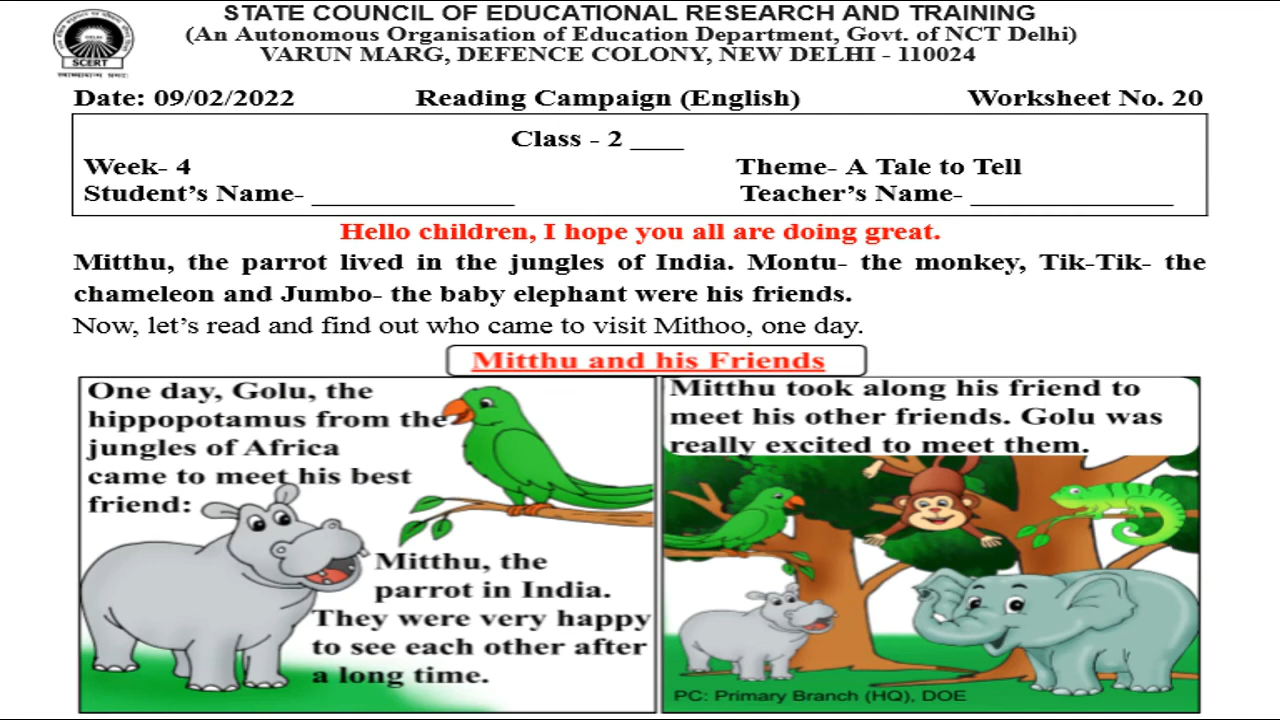 STATE COUNCIL OF EDUCATIONAL RESEARCH AND TRAINING
(An Autonomous Organisation of Education Department, Govt. of NCT Delhi)
VARUN MARG, DEFENCE COLONY, NEW DELHI - 110024
SCERT
Date: 09/02/2022 Reading Campaign (English) Worksheet No. 20
Class - 2 ____
Week- 4 Theme- A Tale to Tell
Student's Name- _______________ Teacher's Name- _______________
Hello children, I hope you all are doing great.
Mitthu, the parrot lived in the jungles of India. Montu- the monkey, Tik-Tik- the
chameleon and Jumbo- the baby elephant were his friends.
Now, let's read and find out who came to visit Mithoo, one day.
Mitthu and his Friends
One day, Golu, the
hippopotamus from the
jungles of Africa
came to meet his best
friend:
Mitthu, the
parrot in India.
They were very happy
to see each other after
a long time.
Mitthu took along his friend to
meet his other friends. Golu was
really excited to meet them.
PC: Primary Branch (HQ), DOE